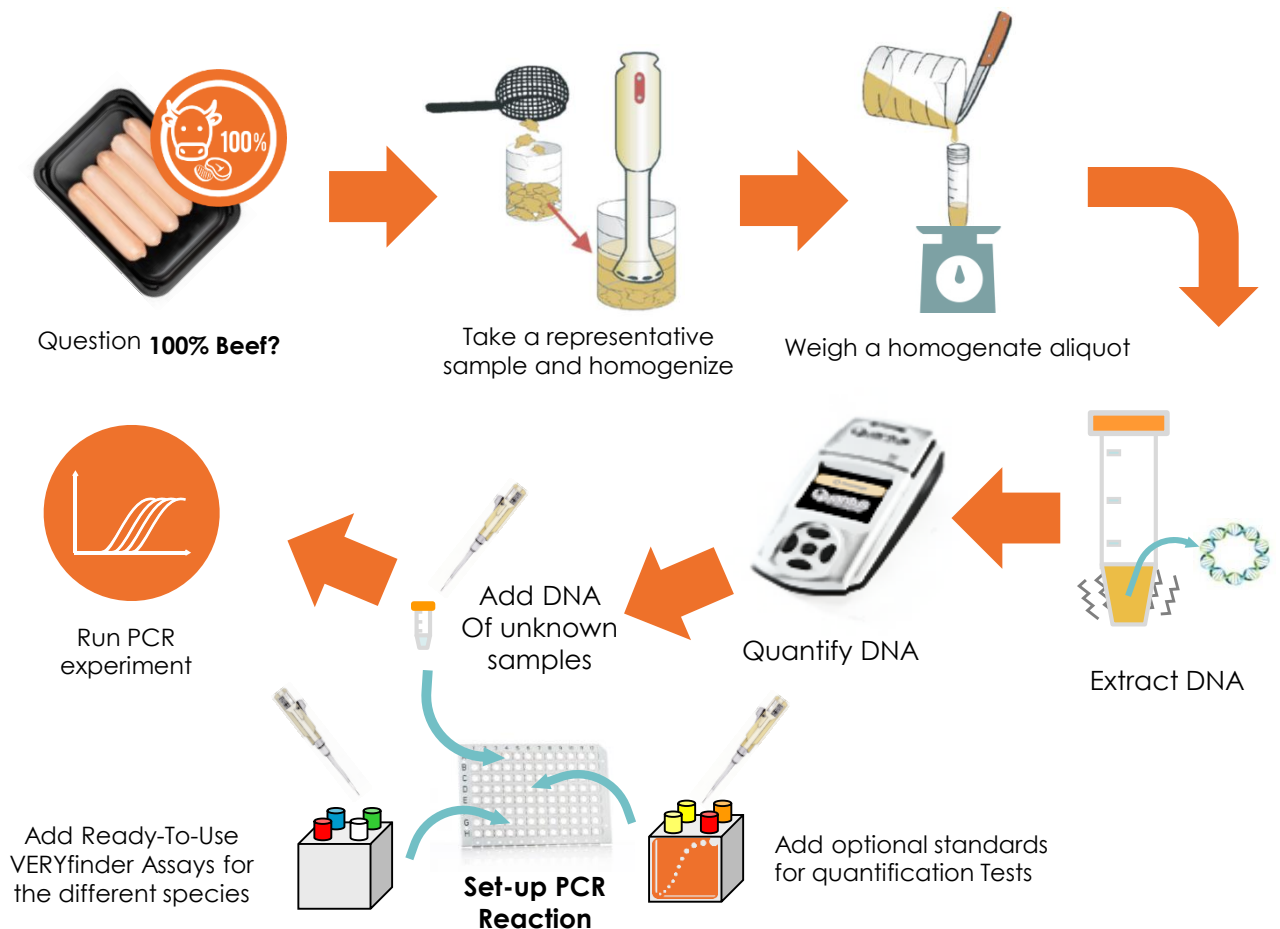 100%
Question 100% Beef?
Take a representative
sample and homogenize
Weigh a homogenate aliquot
Extract DNA
Quantify DNA
Add DNA
Of unknown
samples
Run PCR
experiment
Add Ready-To-Use
VERYfinder Assays for
the different species
Set-up PCR
Reaction
Add optional standards
for quantification Tests